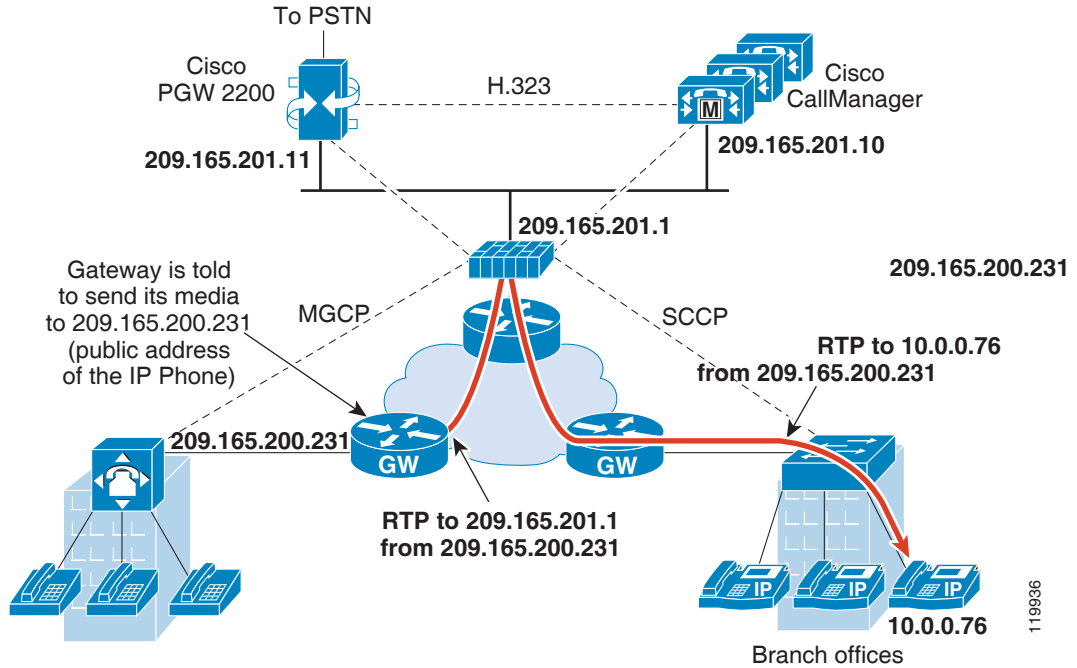 To PSTN
Cisco
PGW 2200
H.323
Cisco
CallManager
M
209.165.201.11
209.165.201.10
209.165.201.1
209.165.200.231
Gateway is told
to send its media
to 209.165.200.231
(public address
of the IP Phone)
MGCP
SCCP
RTP to 10.0.0.76
from 209.165.200.231
209.165.200.231
GW
GW
RTP to 209.165.201.1
from 209.165.200.231
IP
IP
IP
10.0.0.76
Branch offices
119936